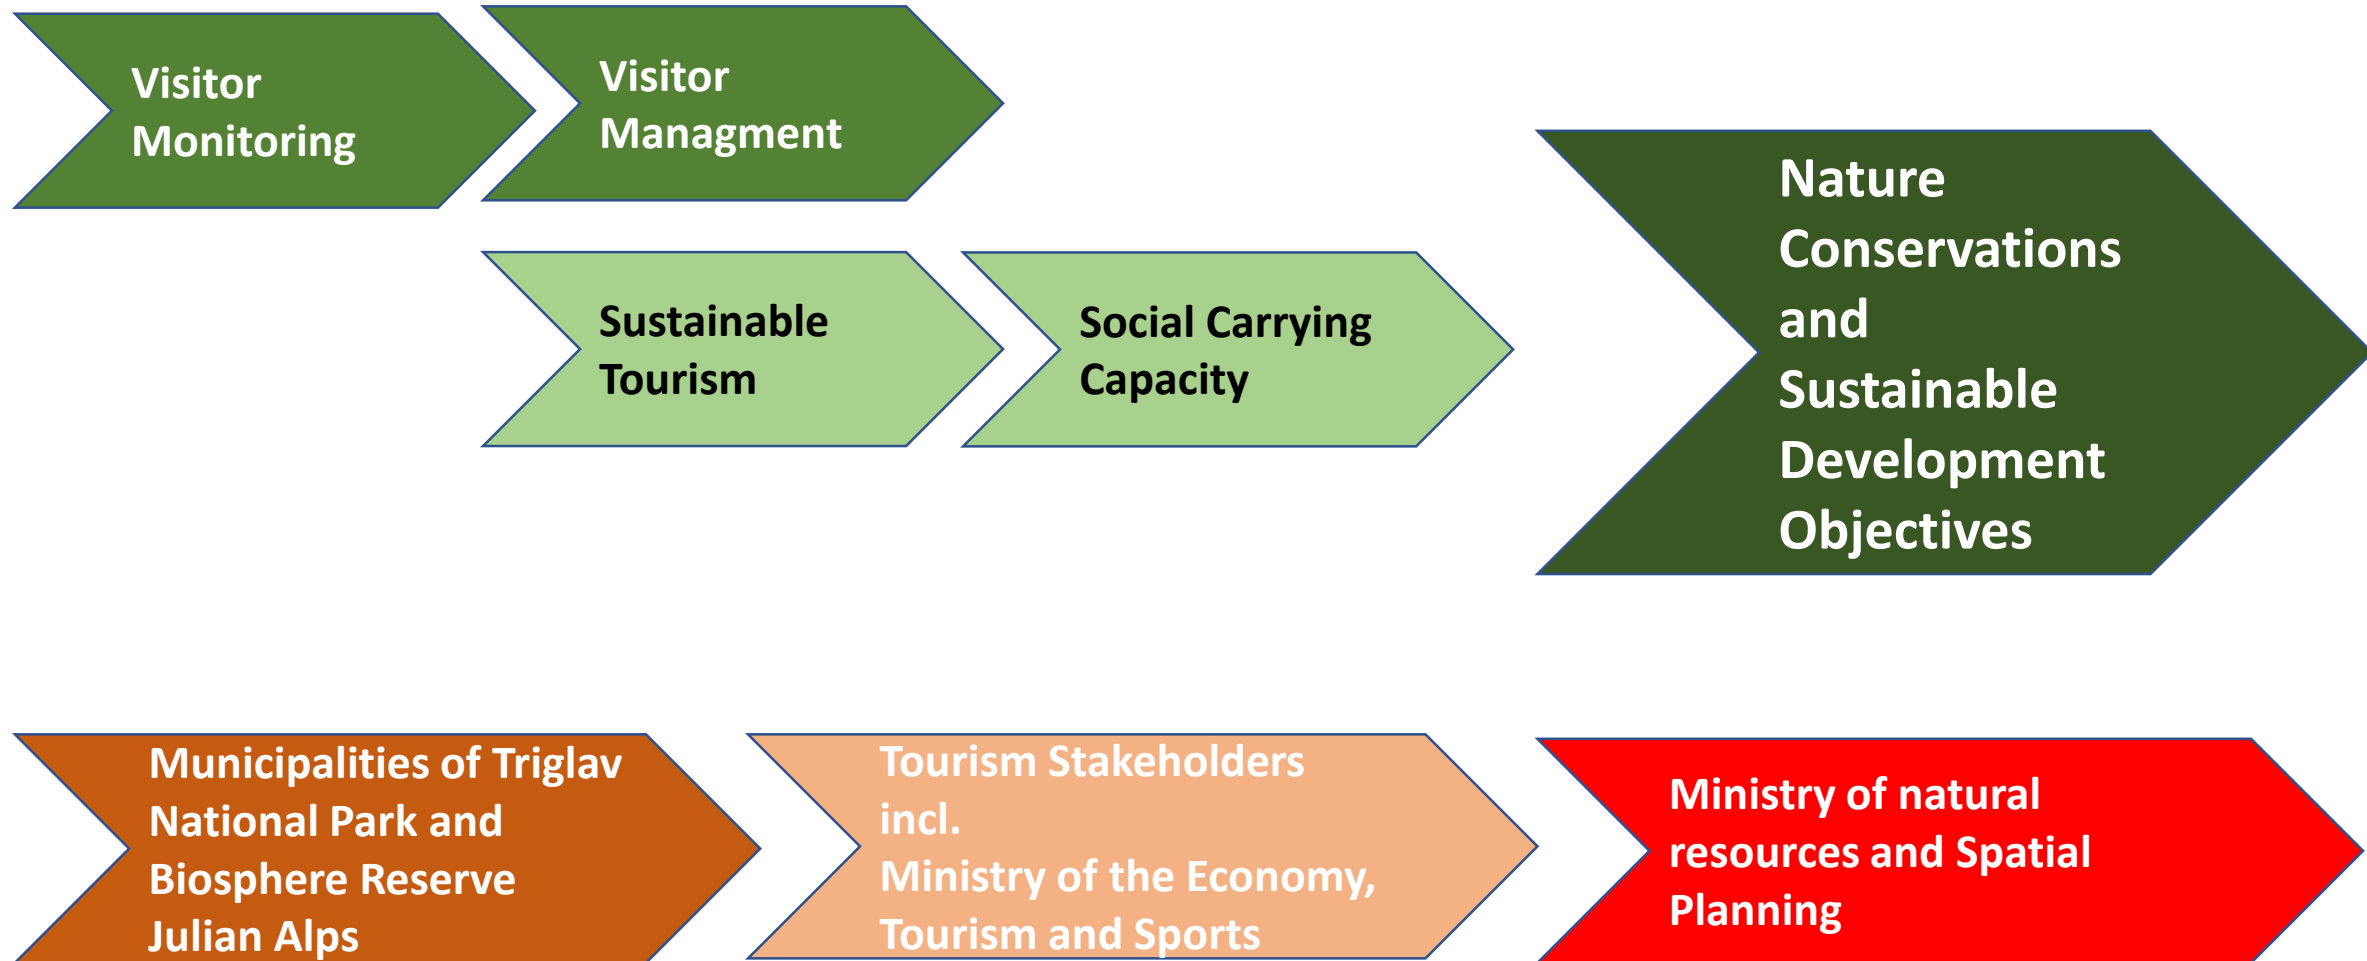 Visitor
Monitoring
Visitor
Managment
Sustainable
Tourism
Social Carrying
Capacity
Nature
Conservations
and
Sustainable
Development
Objectives
Municipalities of Triglav
National Park and
Biosphere Reserve
Julian Alps
Tourism Stakeholders
incl.
Ministry of the Economy,
Tourism and Sports
Ministry of natural
resources and Spatial
Planning